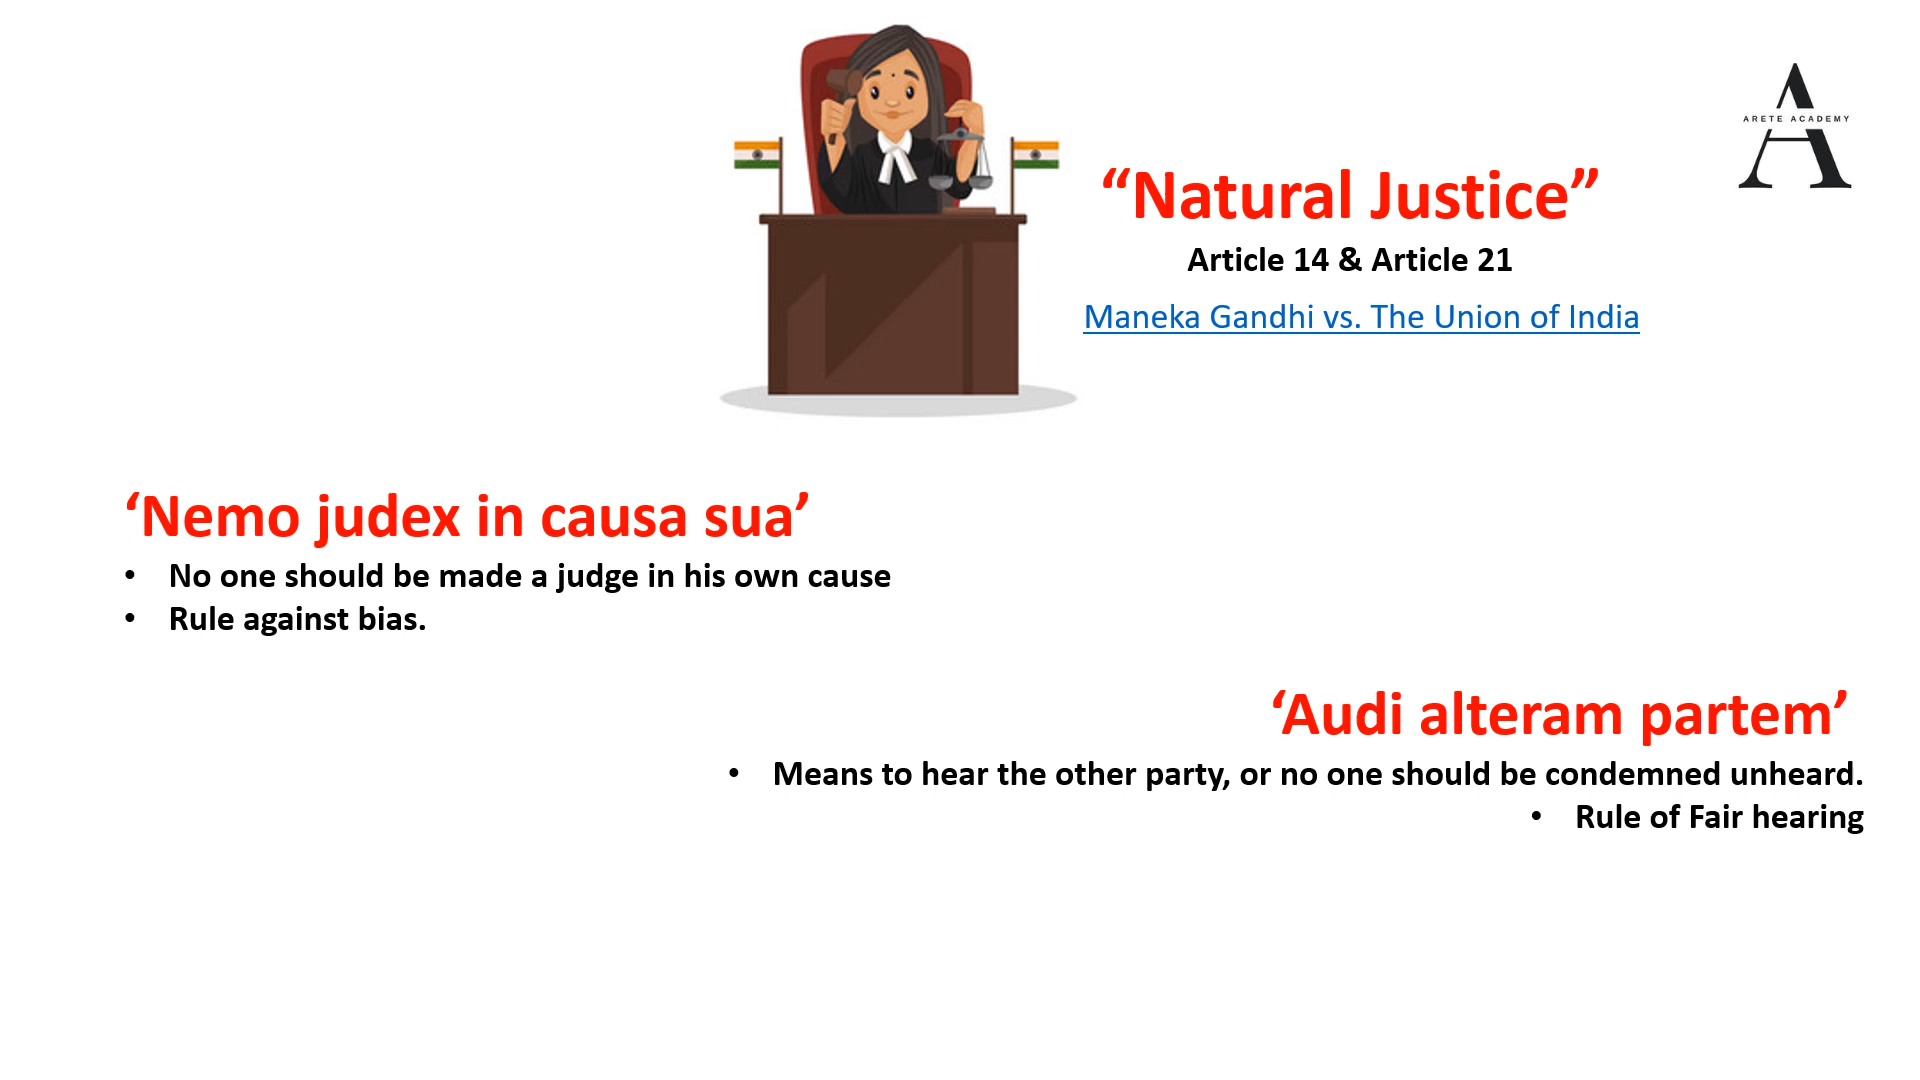 ARETE ACADEMY
“Natural Justice”
Article 14 & Article 21
Maneka Gandhi vs. The Union of India
‘Nemo judex in causa sua’
• No one should be made a judge in his own cause
• Rule against bias.
‘Audi alteram partem’
• Means to hear the other party, or no one should be condemned unheard.
• Rule of Fair hearing